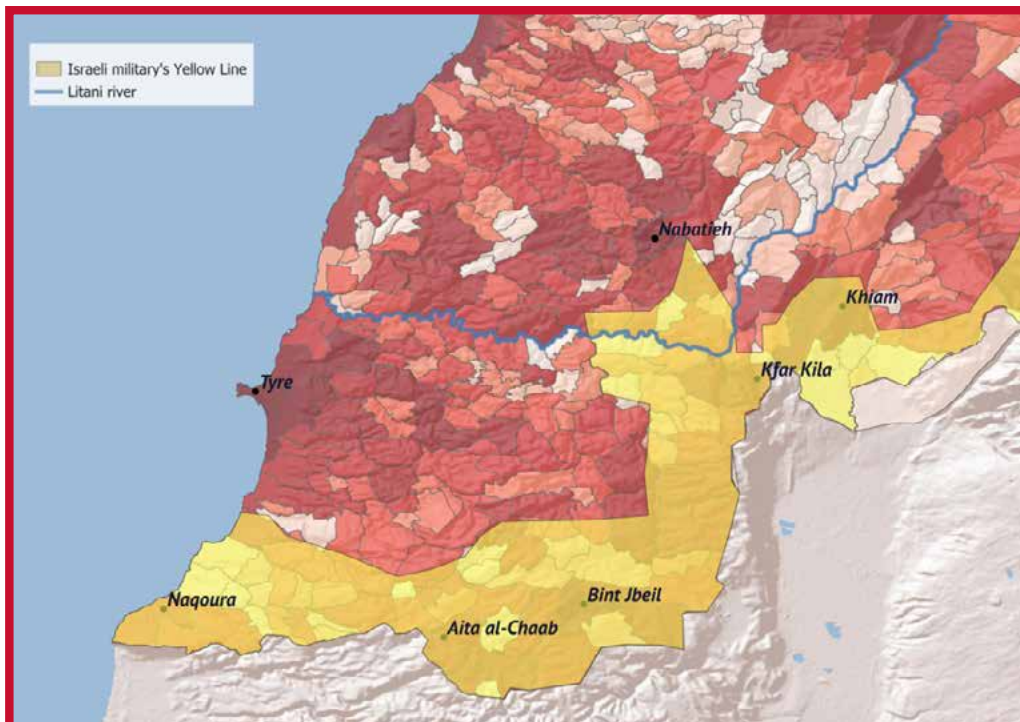 Israeli military's Yellow Line
Litani river
Nabatieh
Khiam
Kfar Kila
Tyre
Bint Jbeil
Naqoura
Aita al-Chaab